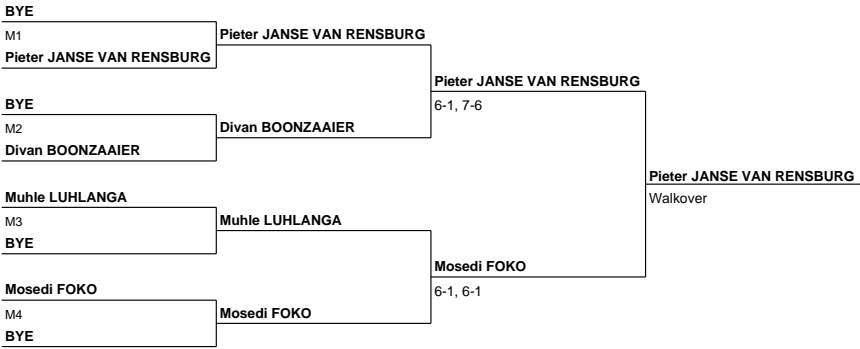 BYE
M1
Pieter JANSE VAN RENSBURG
Pieter JANSE VAN RENSBURG
BYE
M2
Divan BOONZAAIER
Divan BOONZAAIER
Pieter JANSE VAN RENSBURG
6-1, 7-6
Muhle LUHLANGA
M3
BYE
Muhle LUHLANGA
Mosedi FOKO
M4
BYE
Mosedi FOKO
Mosedi FOKO
6-1, 6-1
Pieter JANSE VAN RENSBURG
Walkover